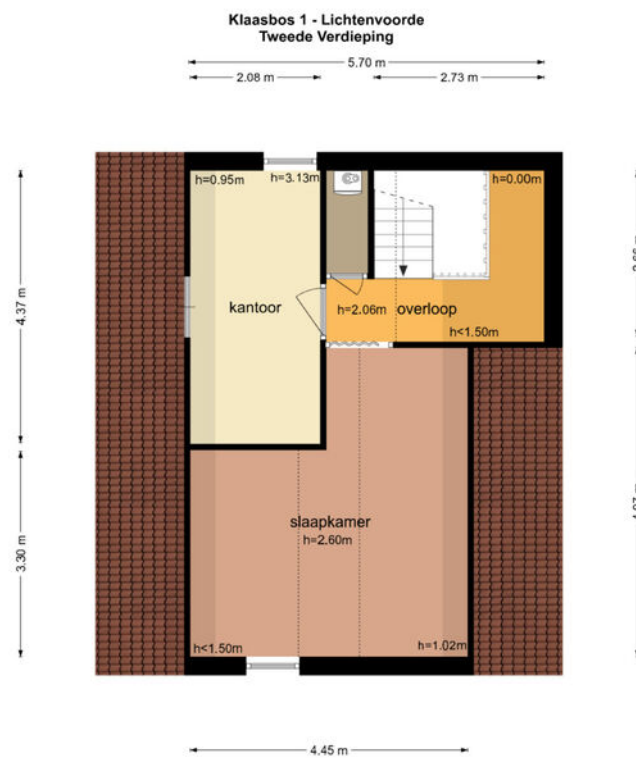 Klaasbos 1 - Lichtenvoorde
Tweede Verdieping
5.70 m
2.08 m
2.73 m
h=0.95m
h=3.13m
h=0.00m
4.37 m
kantoor
h=2.06m
overloop
h<1.50m
slaapkamer
h=2.60m
3.30 m
h<1.50m
h=1.02m
4.45 m